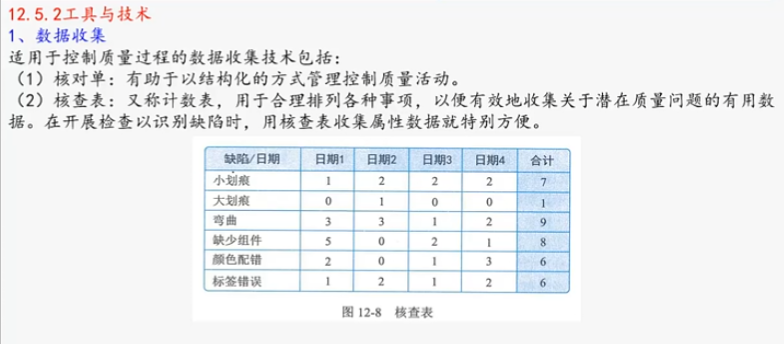 12.5.2工具与技术
1、数据收集
适用于控制质量过程的数据收集技术包括：
（1）核对单：有助于以结构化的方式管理控制质量活动。
（2）核查表：又称计数表，用于合理排列各种事项，以便有效地收集关于潜在质量问题的有用数
据。在开展检查以识别缺陷时，用核查表收集属性数据就特别方便。
缺陷/日期 日期1 日期2 日期3 日期4 合计
小划痕 1 2 2 2 7
大划痕 0 1 0 0 1
弯曲 3 3 1 2 9
缺少组件 5 0 2 1 8
颜色配错 2 0 1 3 6
标签错误 1 2 1 2 6
图 12-8 核查表